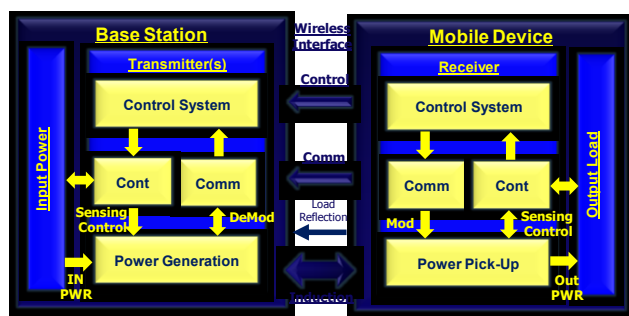 Base Station
Transmitter(s)
Input Power
Control System
Cont
Comm
Sensing
Control
DeMod
Power Generation
IN
PWR
Wireless
Interface
Control
Comm
Load
Reflection
Induction
Mobile Device
Receiver
Control System
Comm
Cont
Mod
Sensing
Control
Power Pick-Up
Out
PWR
Output Load